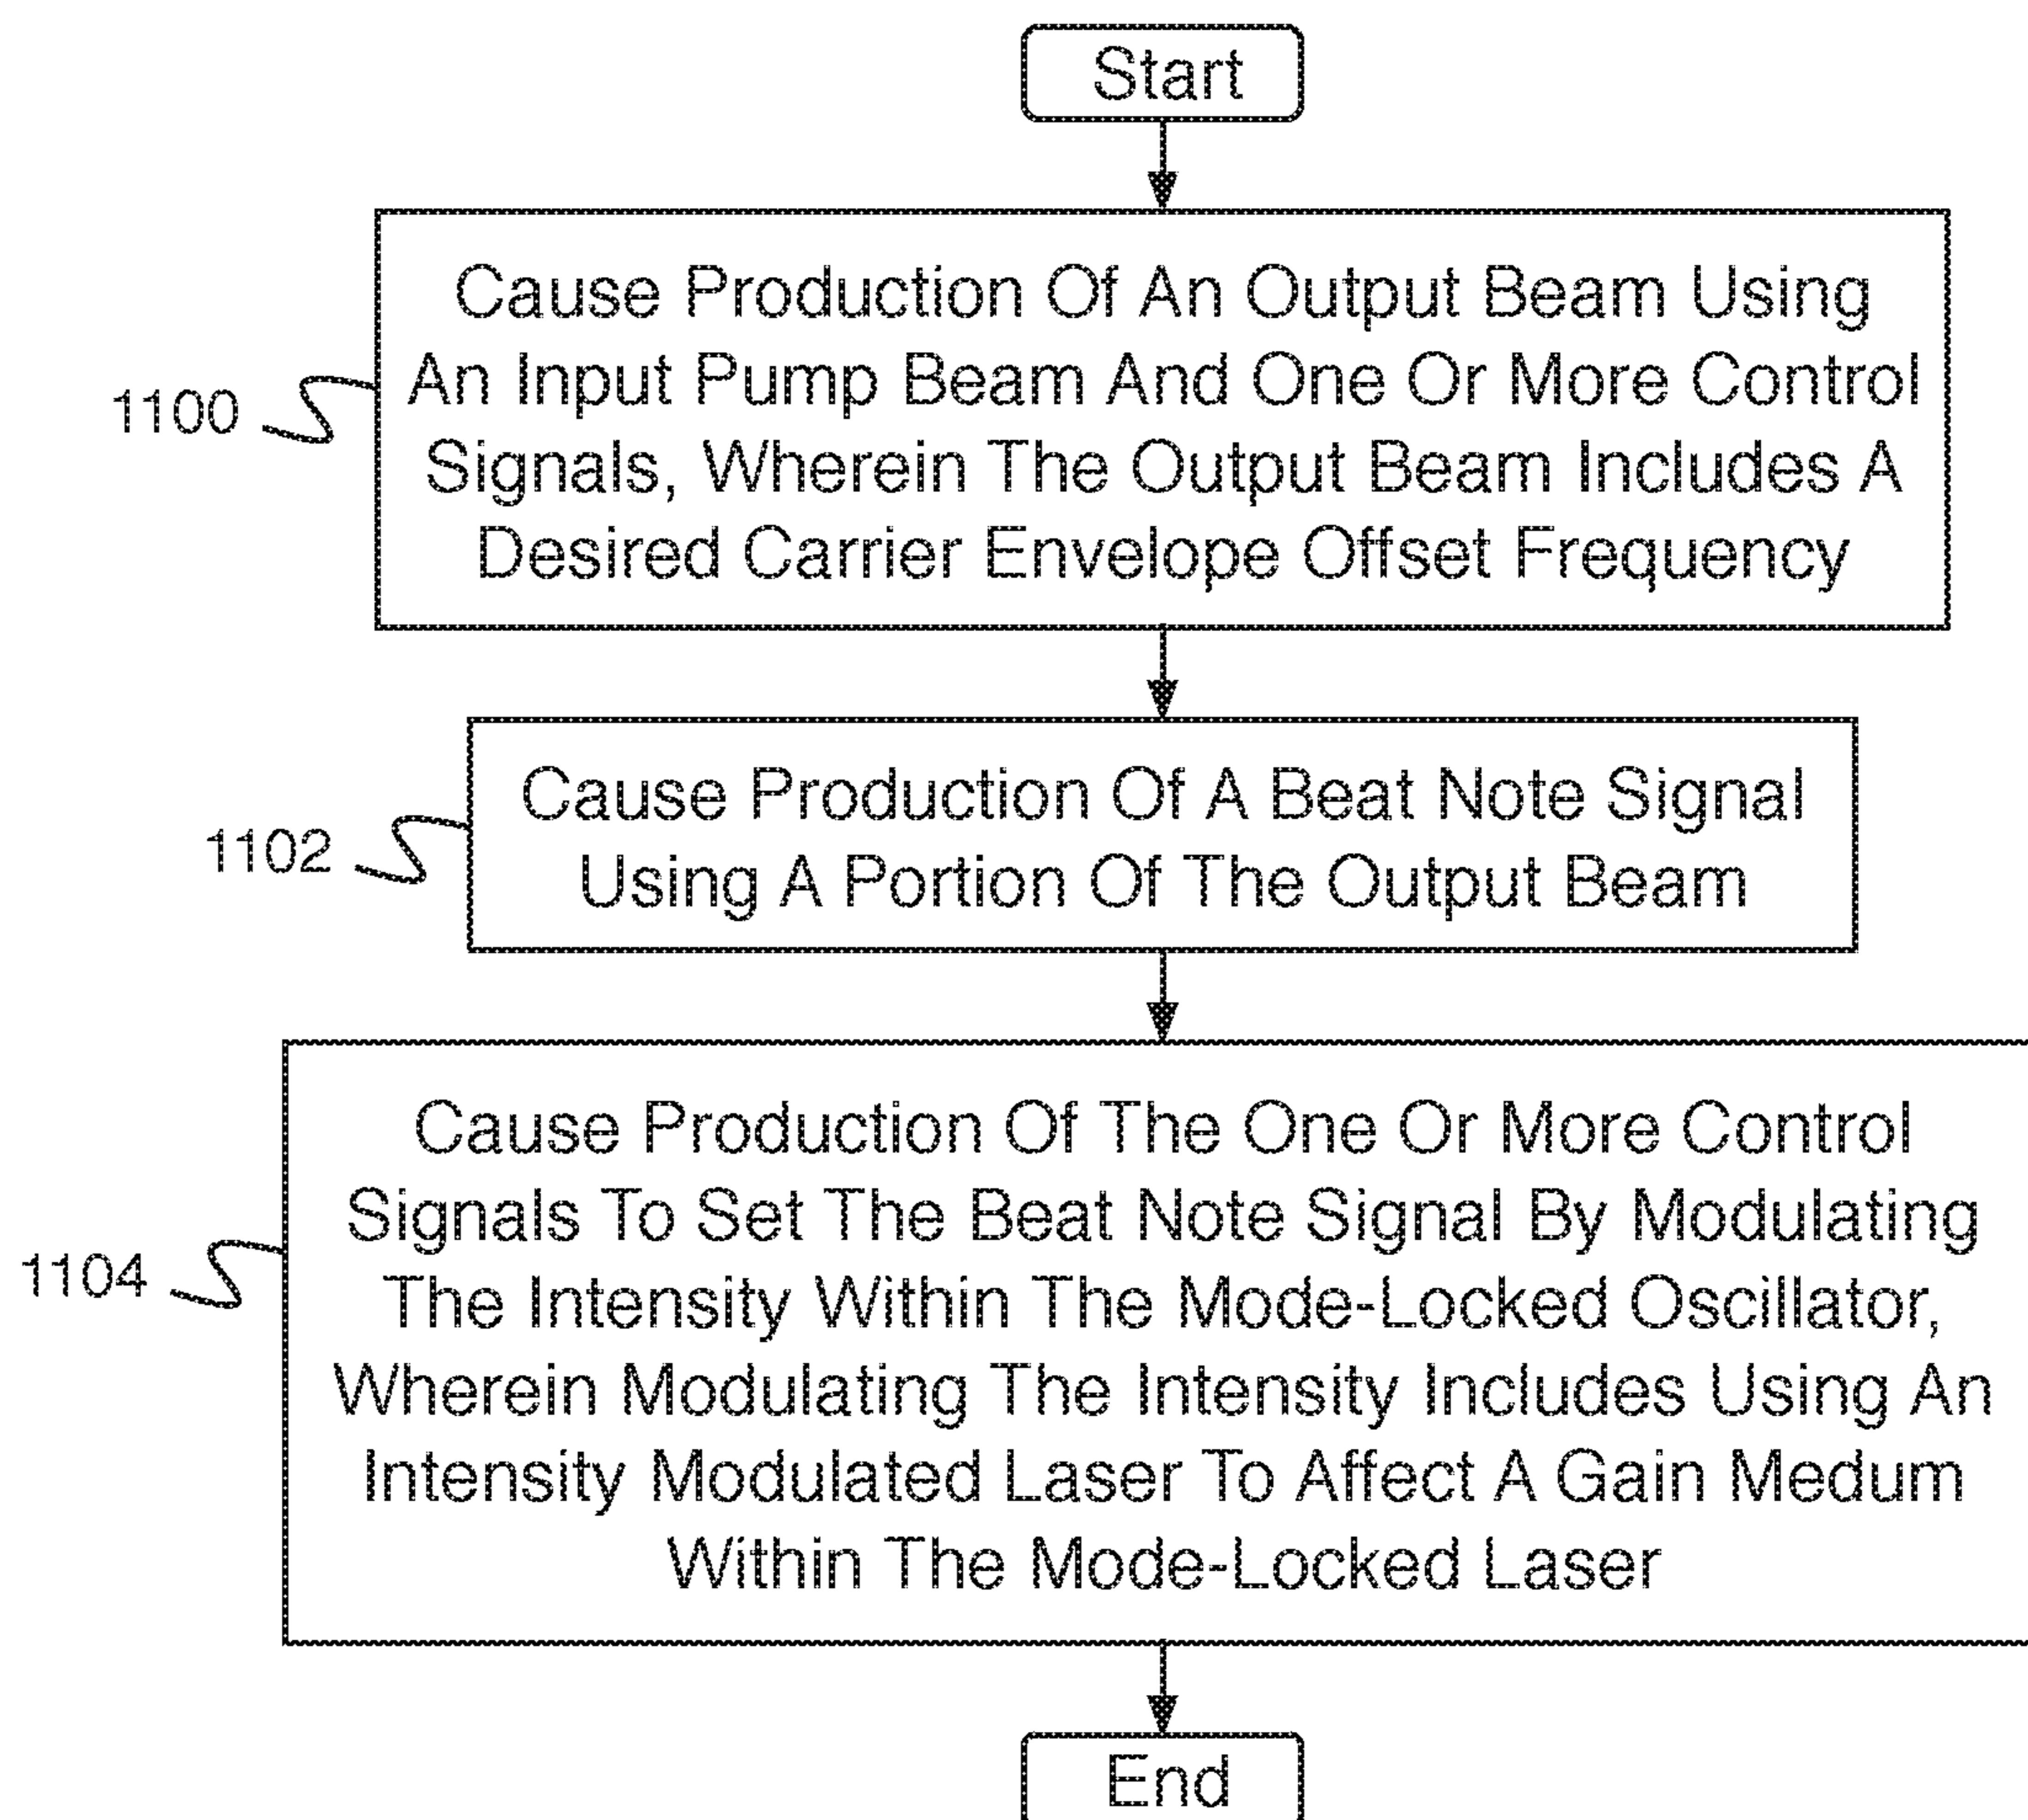 Start
Cause Production Of An Output Beam Using
An Input Pump Beam And One Or More Control
Signals, Wherein The Output Beam Includes A
Desired Carrier Envelope Offset Frequency
1100
Cause Production Of A Beat Note Signal
Using A Portion Of The Output Beam
1102
Cause Production Of The One Or More Control
Signals To Set The Beat Note Signal By Modulating
The Intensity Within The Mode-Locked Oscillator,
Wherein Modulating The Intensity Includes Using An
Intensity Modulated Laser To Affect A Gain Medum
Within The Mode-Locked Laser
1104
End